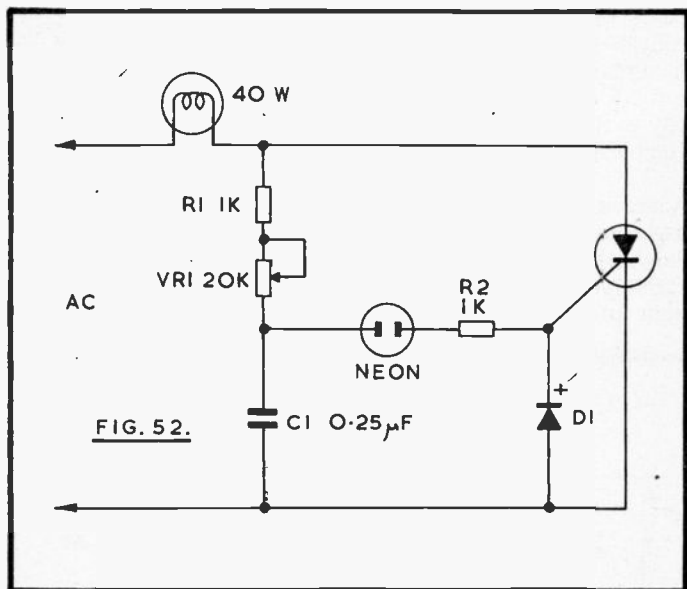 40 W
R1 1K
VR1 20K
AC
R2
1K
NEON
+
D1
FIG. 52.
C1 0·25µF